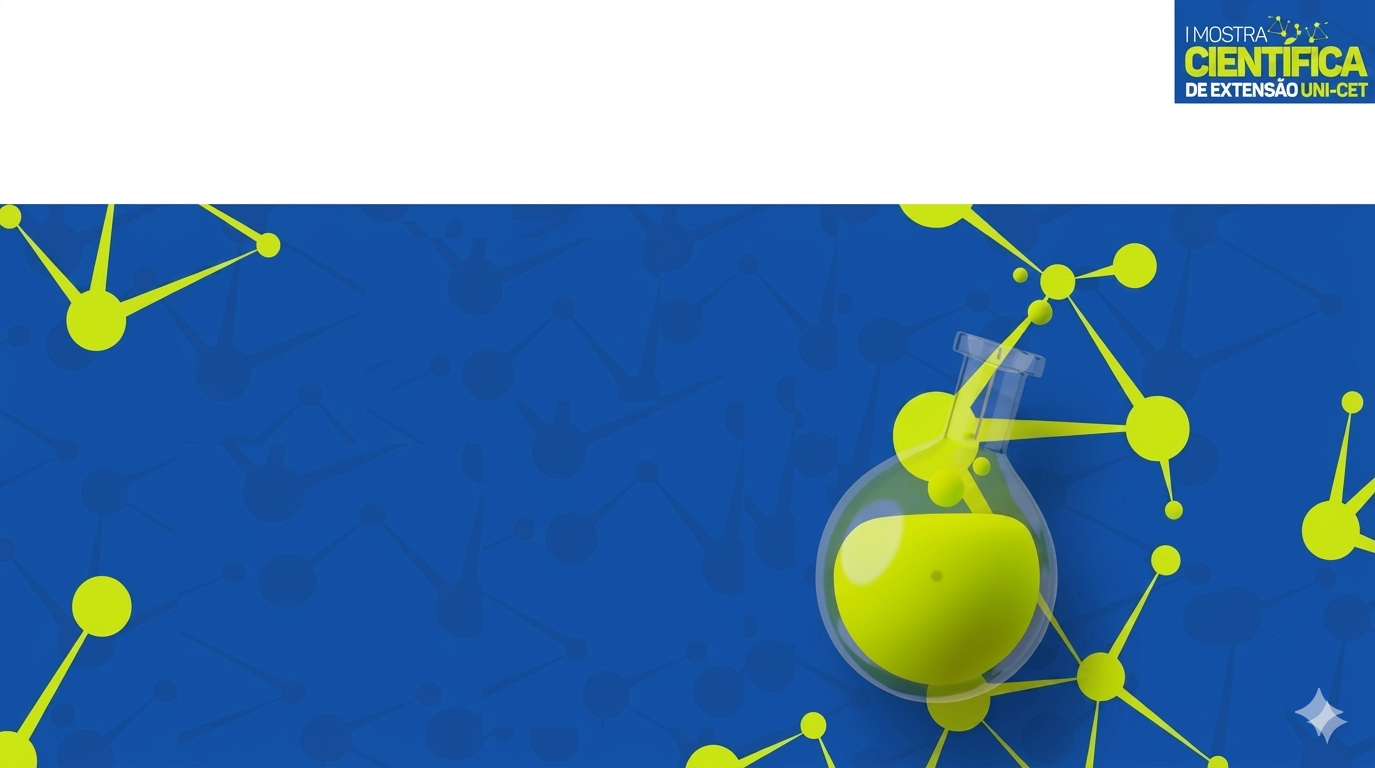 I MOSTRA
CIENTÍFICA
DE EXTENSÃO UNI-CET